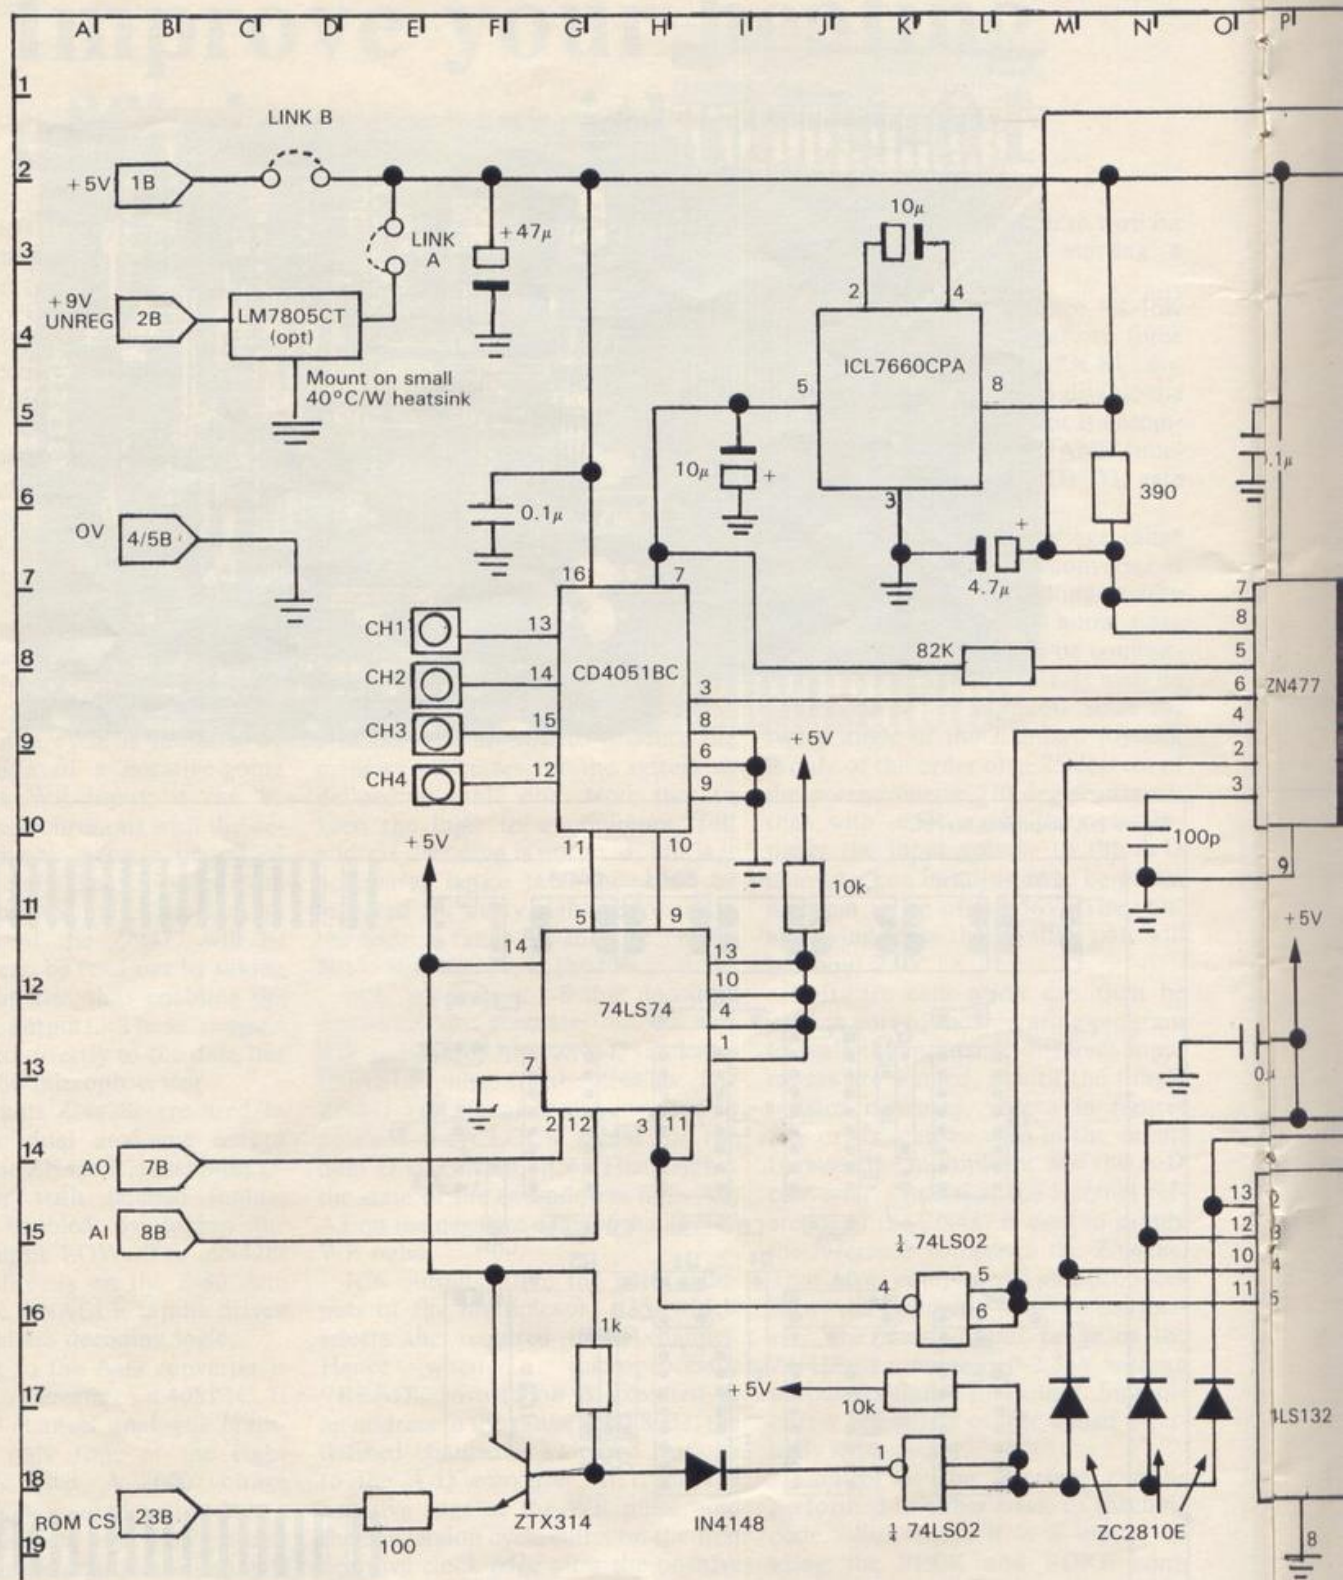 A B C D E F G H I J K L M N O P
1
LINK B
2
+5V 1B
3
LINK
A
+47µ
10µ
+9V
UNREG 2B
LM7805CT
(opt)
4
2 4
ICL7660CPA
Mount on small
40°C/W heatsink
5 8
5
10µ +
390
6
0.1µ
3
OV 4/5B
+
4.7µ
7
16 7
7
8
CH1 13
82K
5
8
CH2 14
CD4051BC
3
6
ZN477
CH3 15
8
4
9
+5V
6
2
CH4 12
9
3
10
+5V
11 10
100p
9
10k
11
5 9
+5V
14 13
12
10
74LS74
4
1
13
7
2 12 3 11
14
AO 7B
13
15
AI 8B
12
¼ 74LS02
10
4 5
11
16
6
1k
17
+5V
10k
1
18
ROM CS 23B
100
ZTX314
IN4148
¼ 74LS02
ZC2810E
8
19